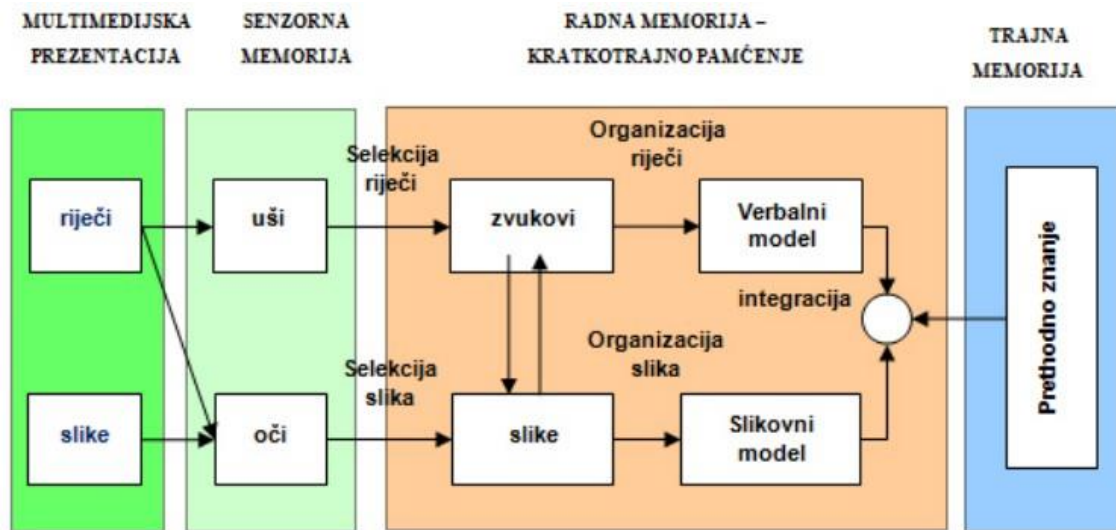 MULTIMEDIJSKA
PREZENTACIJA
SENZORNA
MEMORIJA
RADNA MEMORIJA –
KRATKOTRAJNO PAMĆENJE
TRAJNA
MEMORIJA
riječi
uši
Selekcija
riječi
zvukovi
Organizacija
riječi
Verbalni
model
integracija
slike
oči
Selekcija
slika
slike
Organizacija
slika
Slikovni
model
Prethodno znanje